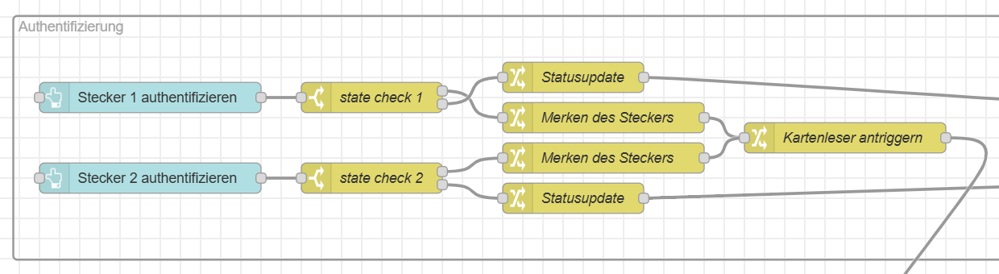 Authentifizierung
Statusupdate
Stecker 1 authentifizieren
state check 1
Merken des Steckers
Kartenleser antriggern
Merken des Steckers
Stecker 2 authentifizieren
state check 2
Statusupdate